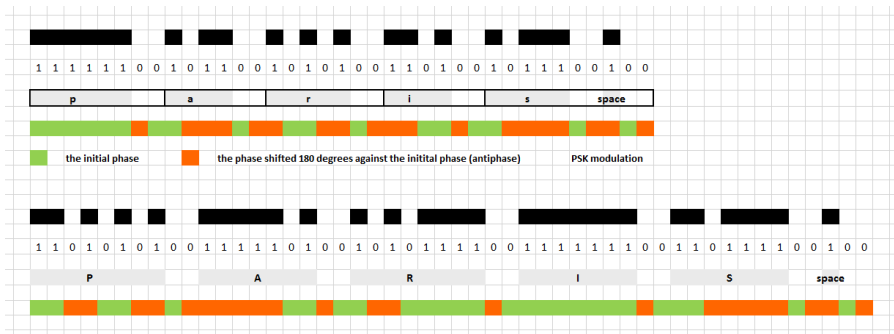 1 1 1 1 1 1 0 0 1 0 1 1 0 0 1 0 1 0 1 0 0 1 1 0 1 0 0 1 0 1 1 1 0 0 1 0 0
p a r i s space
the initial phase the phase shifted 180 degrees against the initital phase (antiphase) PSK modulation
1 1 0 1 0 1 0 1 0 0 1 1 1 1 1 0 1 0 0 1 0 1 0 1 1 1 1 0 0 1 1 1 1 1 1 1 0 0 1 1 0 1 1 1 1 0 0 1 0 0
P A R I S space